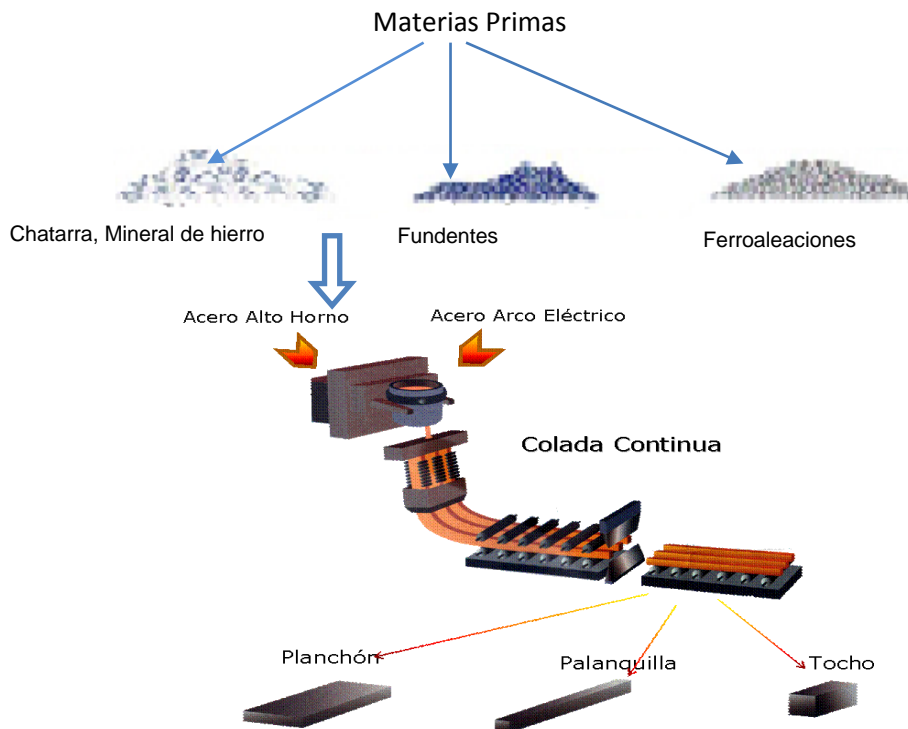 Materias Primas
Chatarra, Mineral de hierro
Fundentes
Ferroaleaciones
Acero Alto Horno
Acero Arco Eléctrico
Colada Continua
Planchón
Palanquilla
Tocho